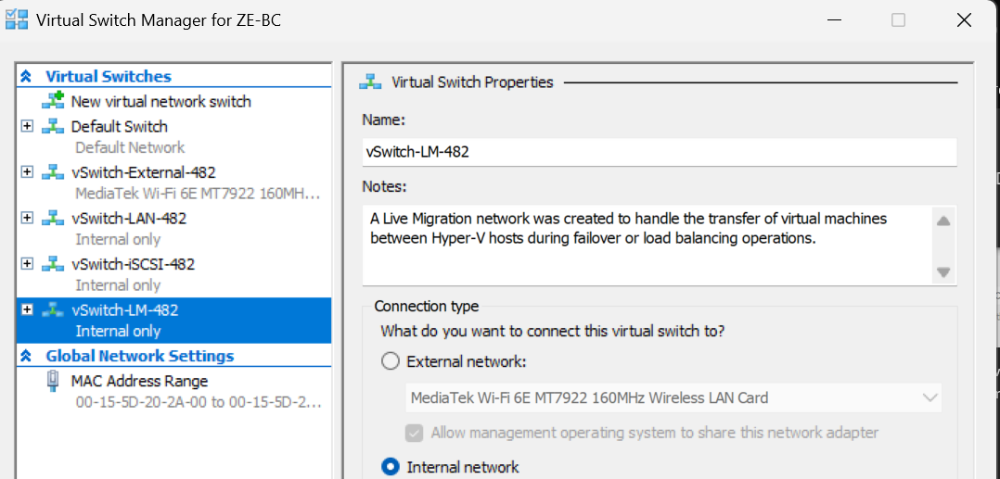 Virtual Switch Manager for ZE-BC
Virtual Switches
New virtual network switch
Default Switch
Default Network
vSwitch-External-482
MediaTek Wi-Fi 6E MT7922 160MH...
vSwitch-LAN-482
Internal only
vSwitch-iSCSI-482
Internal only
vSwitch-LM-482
Internal only
Global Network Settings
MAC Address Range
00-15-5D-20-2A-00 to 00-15-5D-2...
Virtual Switch Properties
Name:
vSwitch-LM-482
Notes:
A Live Migration network was created to handle the transfer of virtual machines
between Hyper-V hosts during failover or load balancing operations.
Connection type
What do you want to connect this virtual switch to?
External network:
MediaTek Wi-Fi 6E MT7922 160MHz Wireless LAN Card
Allow management operating system to share this network adapter
Internal network